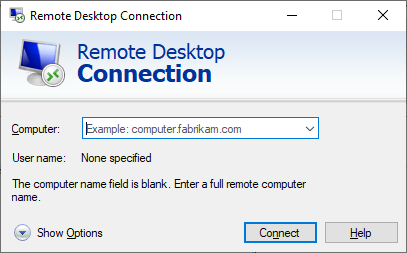 Remote Desktop Connection
Remote Desktop
Connection
Computer:
Example: computer.fabrikam.com
User name: None specified
The computer name field is blank. Enter a full remote computer
name.
Show Options
Connect
Help